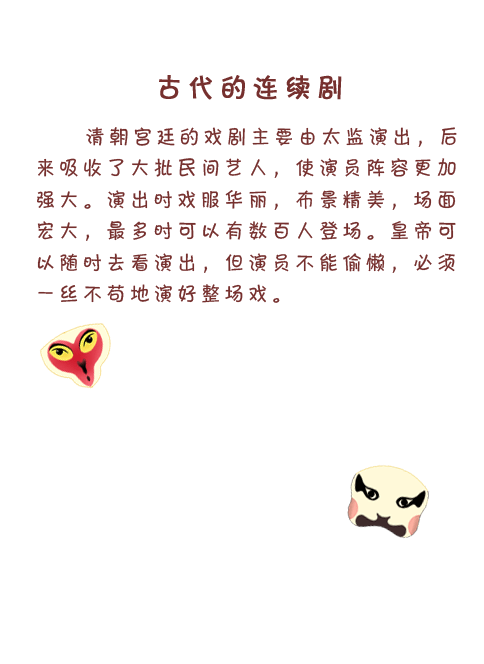 古代的连续剧
清朝宫廷的戏剧主要由太监演出，后
来吸收了大批民间艺人，使演员阵容更加
强大。演出时戏服华丽，布景精美，场面
宏大，最多时可以有数百人登场。皇帝可
以随时去看演出，但演员不能偷懒，必须
一丝不苟地演好整场戏。